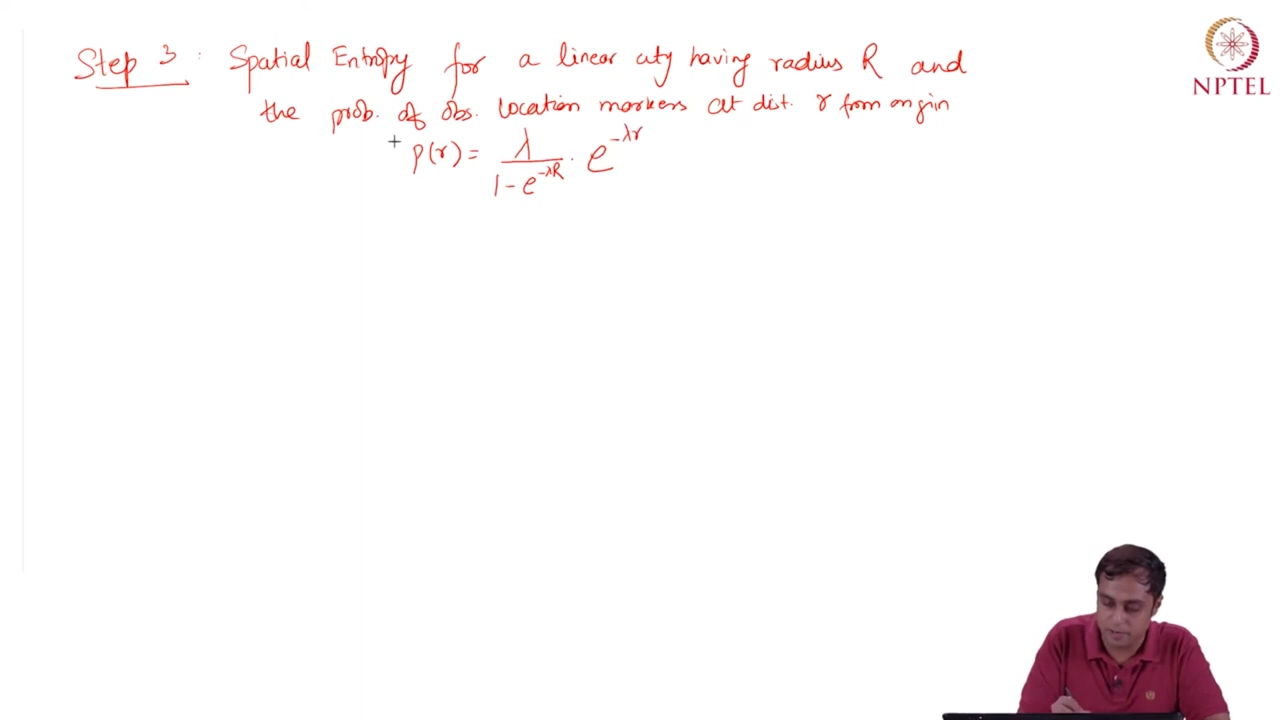 Step 3 : Spatial Entropy for a linear city having radius R and
the prob. of obs. location markers at dist. r from origin
p(r) = λ / (1 - e^{-λR}) · e^{-λr}
NPTEL